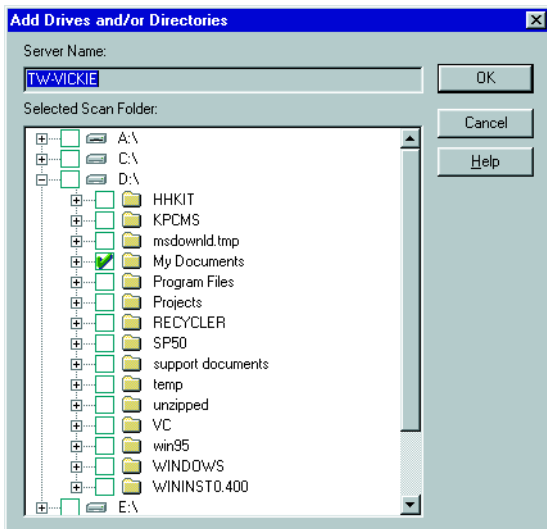 Add Drives and/or Directories
Server Name:
TW-VICKIE
OK
Selected Scan Folder:
Cancel
Help
A:\
C:\
D:\
HHKIT
KPCMS
msdownld.tmp
My Documents
Program Files
Projects
RECYCLER
SP50
support documents
temp
unzipped
VC
win95
WINDOWS
WININST0.400
E:\